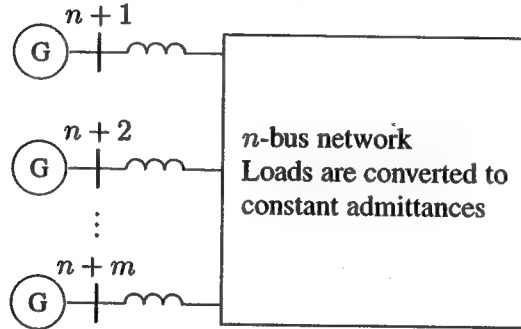 n + 1
G
n + 2
G
n-bus network
Loads are converted to
constant admittances
⋮
n + m
G